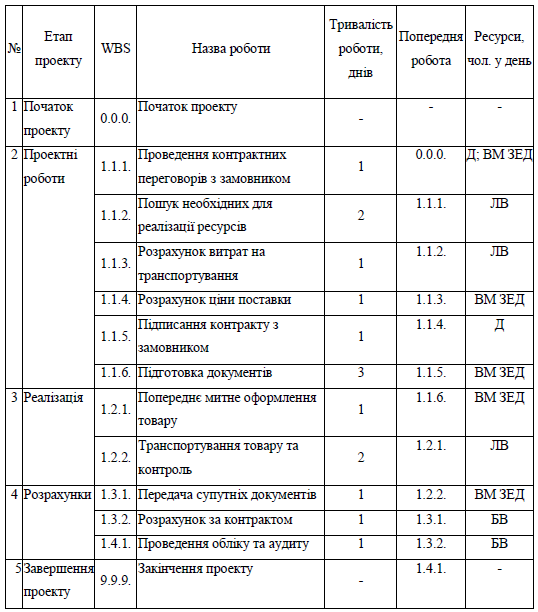 № Етап проекту WBS Назва роботи Тривалість роботи, днів Попередня робота Ресурси, чол. у день
1 Початок проекту 0.0.0. Початок проекту - - -
2 Проектні роботи 1.1.1. Проведення контрактних переговорів з замовником 1 0.0.0. Д; ВМ ЗЕД
1.1.2. Пошук необхідних для реалізації ресурсів 2 1.1.1. ЛВ
1.1.3. Розрахунок витрат на транспортування 1 1.1.2. ЛВ
1.1.4. Розрахунок ціни поставки 1 1.1.3. ВМ ЗЕД
1.1.5. Підписання контракту з замовником 1 1.1.4. Д
1.1.6. Підготовка документів 3 1.1.5. ВМ ЗЕД
3 Реалізація 1.2.1. Попереднє митне оформлення товару 1 1.1.6. ВМ ЗЕД
1.2.2. Транспортування товару та контроль 2 1.2.1. ЛВ
4 Розрахунки 1.3.1. Передача супутніх документів 1 1.2.2. ВМ ЗЕД
1.3.2. Розрахунок за контрактом 1 1.3.1. БВ
1.4.1. Проведення обліку та аудиту 1 1.3.2. БВ
5 Завершення проекту 9.9.9. Закінчення проекту - 1.4.1. -